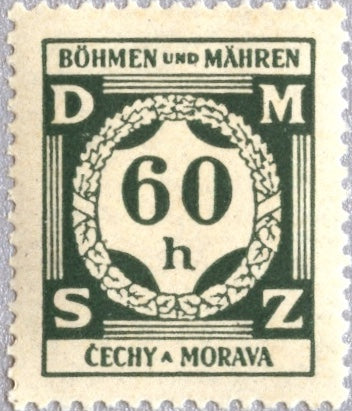 BÖHMEN UND MÄHREN
D M
60
h
S Z
ČECHY A MORAVA